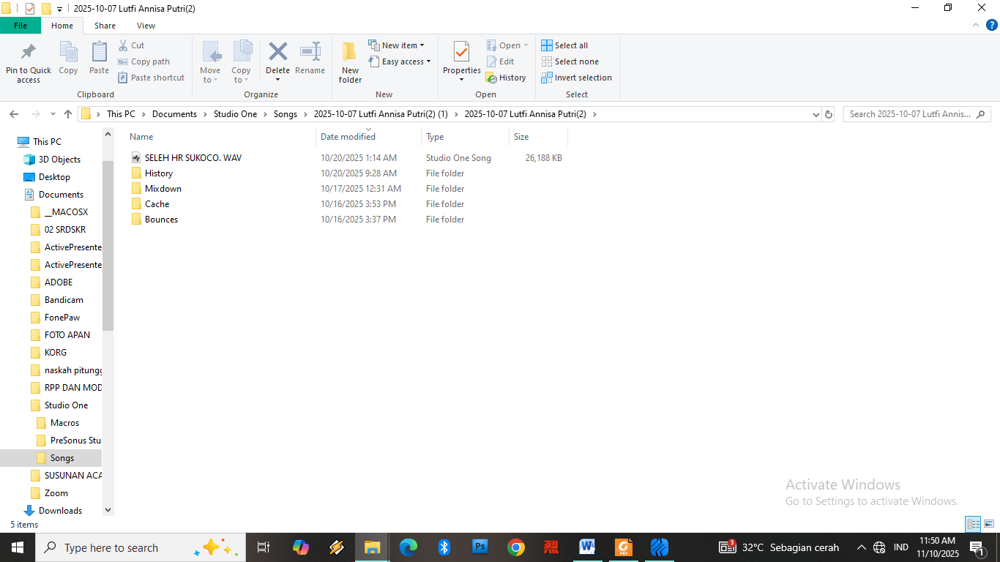 2025-10-07 Lutfi Annisa Putri(2)
File Home Share View
Pin to Quick access
Copy
Paste
Cut
Copy path
Paste shortcut
Clipboard
Move to
Copy to
Delete
Rename
Organize
New folder
New item
Easy access
New
Properties
Open
Edit
History
Open
Select all
Select none
Invert selection
Select
This PC > Documents > Studio One > Songs > 2025-10-07 Lutfi Annisa Putri(2) (1) > 2025-10-07 Lutfi Annisa Putri(2) >
Search 2025-10-07 Lutfi Annis...
This PC
3D Objects
Desktop
Documents
__MACOSX
02 SRDSKR
ActivePresente
ActivePresente
ADOBE
Bandicam
FonePaw
FOTO APAN
KORG
naskah pitungg
RPP DAN MOD
Studio One
Macros
PreSonus Stu
Songs
SUSUNAN ACA
Zoom
Downloads
Name Date modified Type Size
SELEH HR SUKOCO. WAV 10/20/2025 1:14 AM Studio One Song 26,188 KB
History 10/20/2025 9:28 AM File folder
Mixdown 10/17/2025 12:31 AM File folder
Cache 10/16/2025 3:53 PM File folder
Bounces 10/16/2025 3:37 PM File folder
Activate Windows
Go to Settings to activate Windows.
5 items
Type here to search
Ps
烈
W
G
PDF
3
32°C Sebagian cerah
IND
11:50 AM
11/10/2025
1